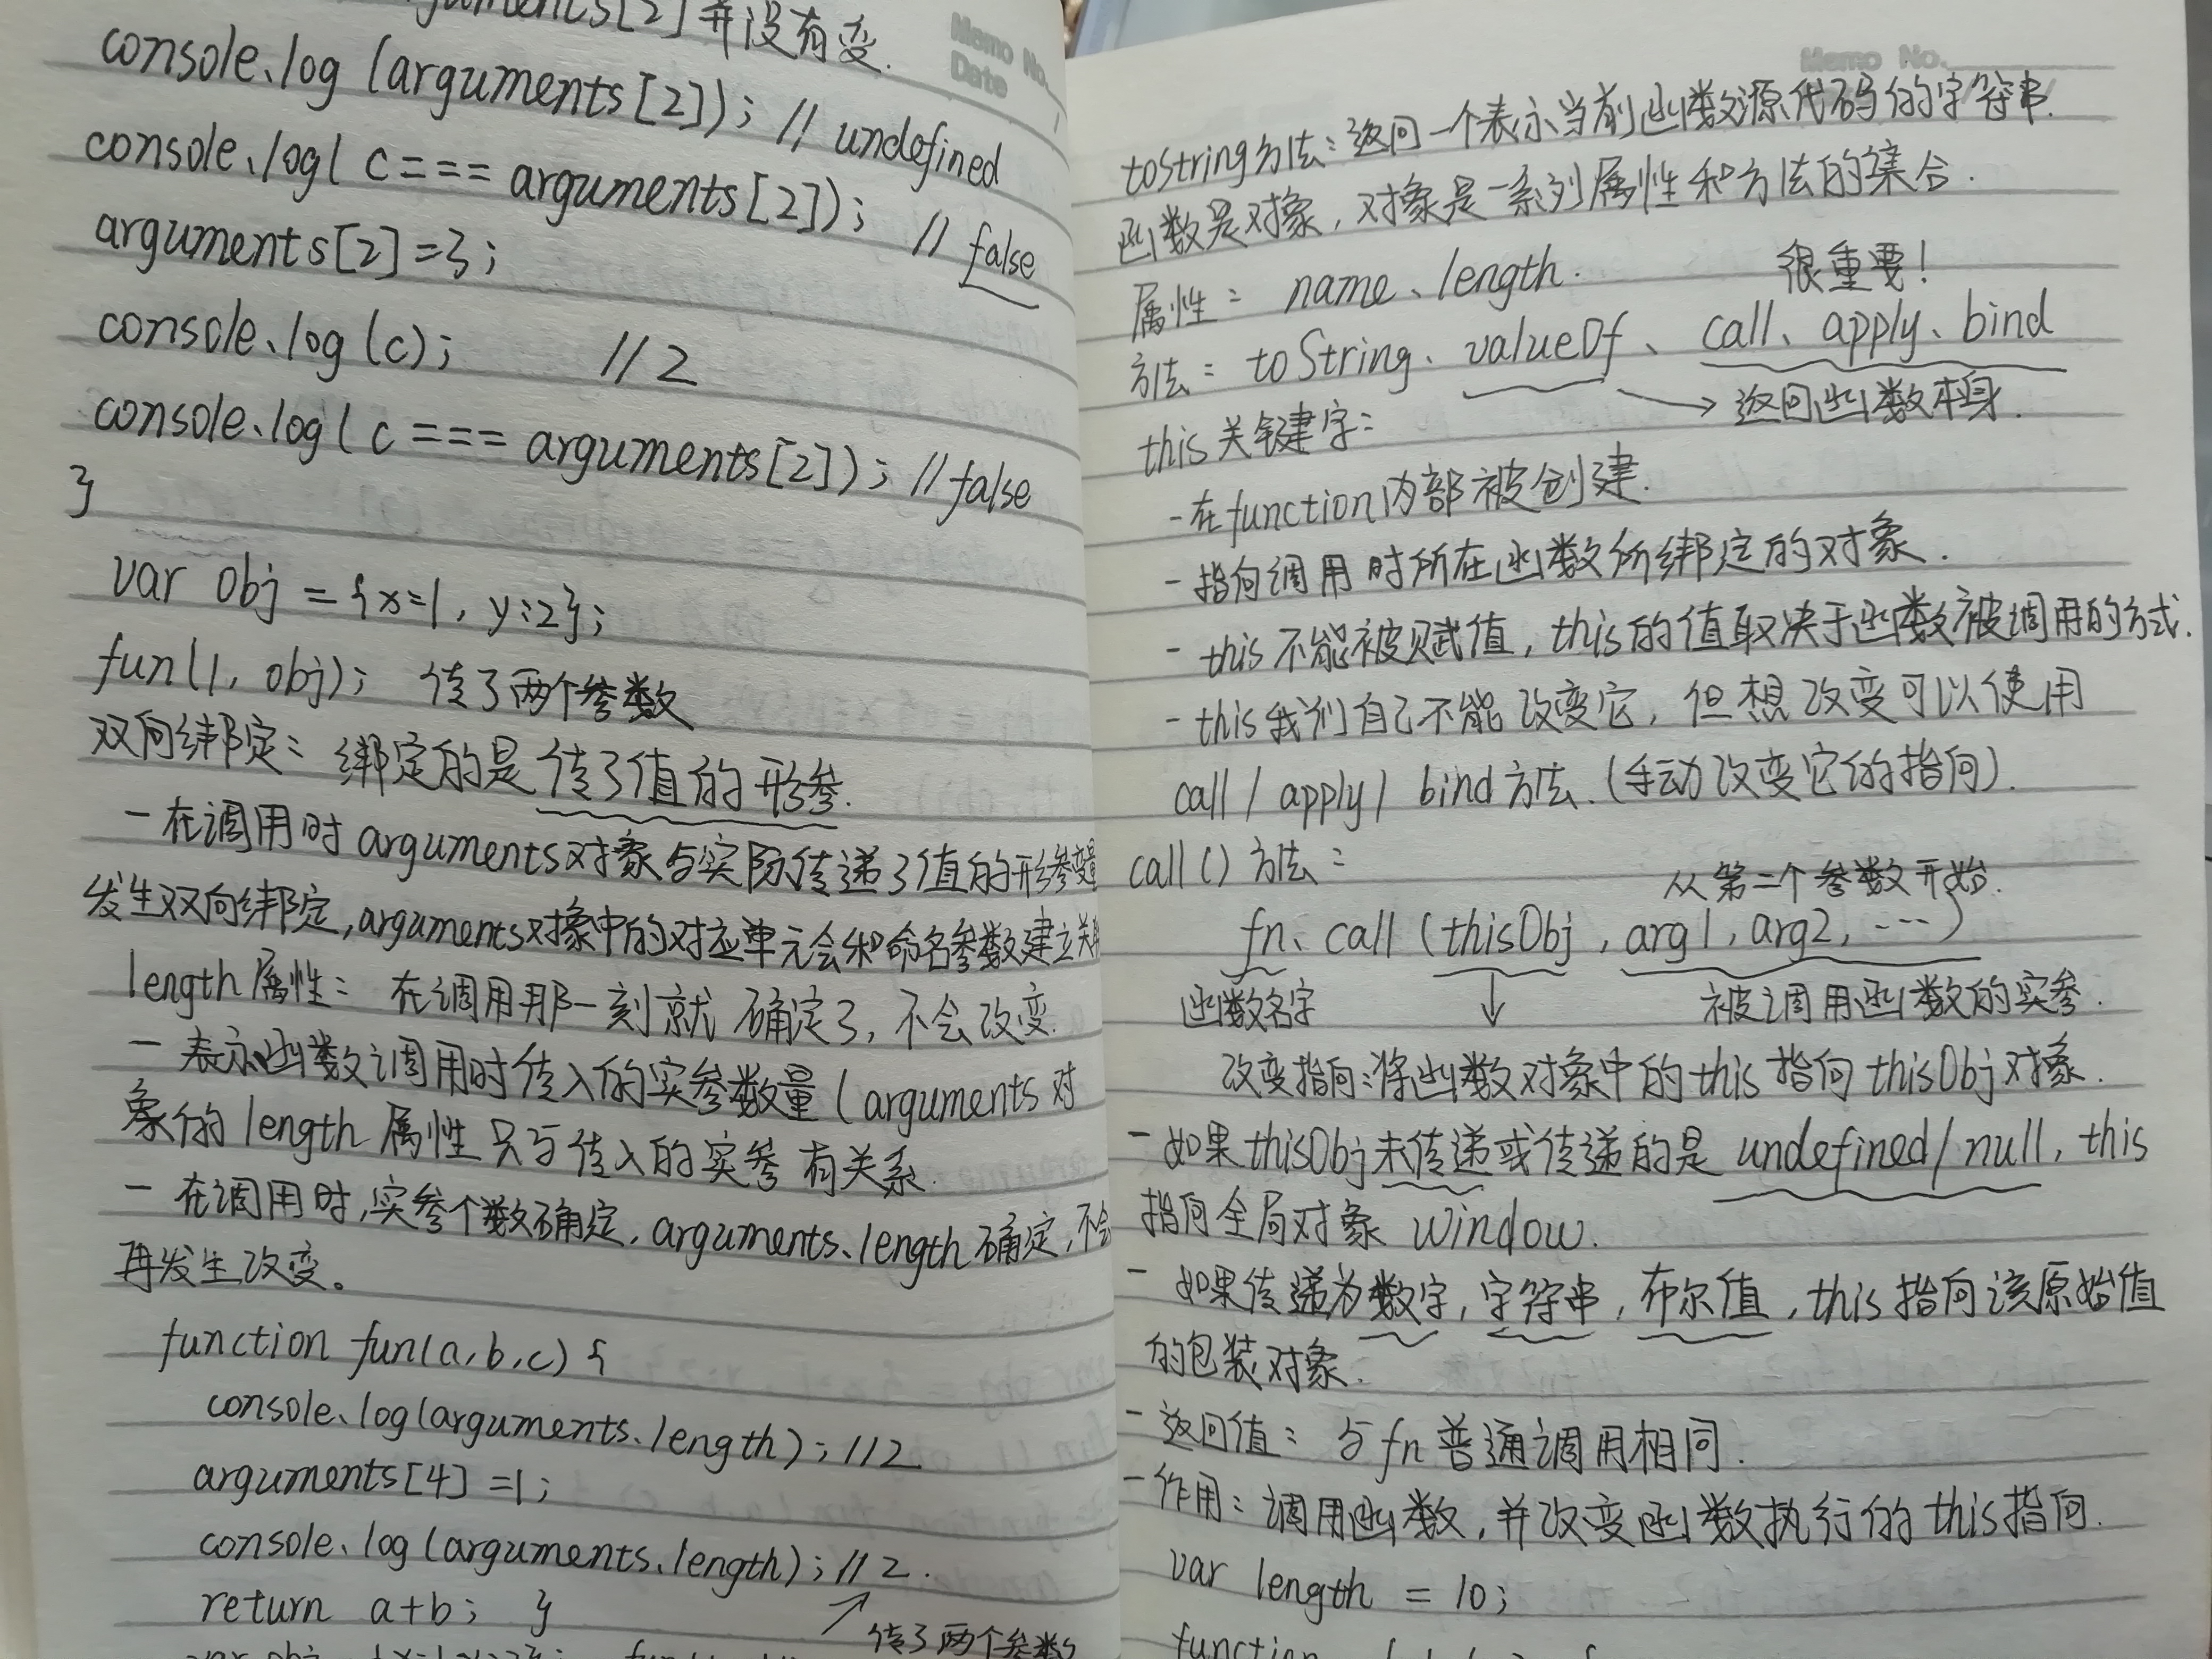 arguments[2]并没有变.
console.log(arguments[2]); // undefined
console.log( c=== arguments[2]); // false
arguments[2]=3;
console.log(c); //2
console.log( c === arguments[2]); //false
}
var obj = {x=1, y:2};
fun(1, obj); 传了两个参数
双向绑定: 绑定的是传了值的形参.
- 在调用时arguments对象与实际传递了值的形参变量
发生双向绑定,arguments对象中的对应单元会和命名参数建立关
length属性: 在调用那一刻就确定了, 不会改变.
- 表示函数调用时传入的实参数量(arguments对
象的length属性只与传入的实参有关系.
- 在调用时,实参个数确定, arguments.length确定,不会
再发生改变。
function fun(a,b,c) {
console.log(arguments.length); //2
arguments[4] =1;
console.log(arguments.length); //2.
return a+b; }
传了两个参数
var obj
Memo No.
Date
Memo No.
toString方法: 返回一个表示当前函数源代码的字符串.
函数是对象, 对象是一系列属性和方法的集合.
属性: name、length.
很重要!
方法: toString、valueOf、call、apply、bind
→返回函数本身.
this关键字:
-在function内部被创建.
- 指向调用时所在函数所绑定的对象.
- this不能被赋值, this的值取决于函数被调用的方式.
- this我们自己不能改变它, 但想改变可以使用
call / apply / bind方法.(手动改变它的指向).
call()方法:
从第二个参数开始.
fn.call(thisObj, arg1, arg2, ...)
函数名字 ↓ 被调用函数的实参.
改变指向:将函数对象中的this指向thisObj对象.
- 如果thisObj未传递或传递的是undefined/null, this
指向全局对象window.
- 如果传递为数字, 字符串, 布尔值, this指向该原始值
的包装对象.
- 返回值: 与fn普通调用相同.
- 作用: 调用函数, 并改变函数执行的this指向.
var length = 10;
function